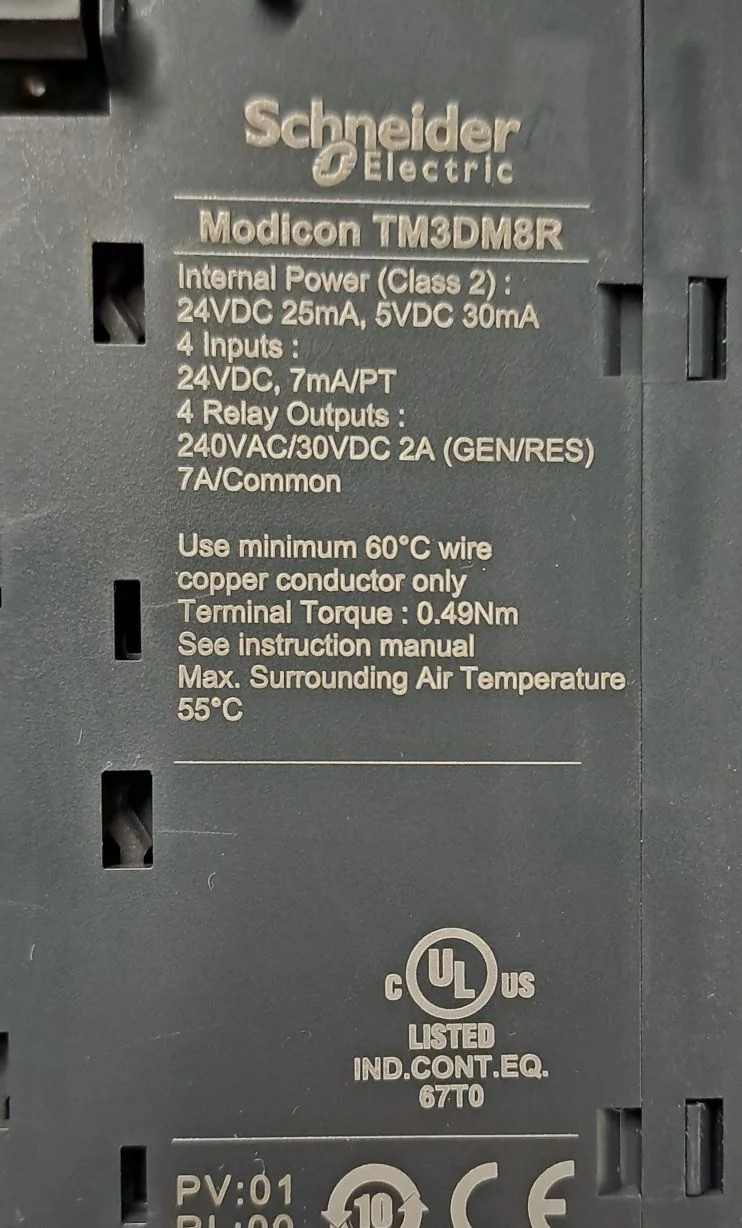 Schneider
Electric
Modicon TM3DM8R
Internal Power (Class 2) :
24VDC 25mA, 5VDC 30mA
4 Inputs :
24VDC, 7mA/PT
4 Relay Outputs :
240VAC/30VDC 2A (GEN/RES)
7A/Common
Use minimum 60°C wire
copper conductor only
Terminal Torque : 0.49Nm
See instruction manual
Max. Surrounding Air Temperature
55°C
C UL US
LISTED
IND.CONT.EQ.
67T0
PV:01 10 CE